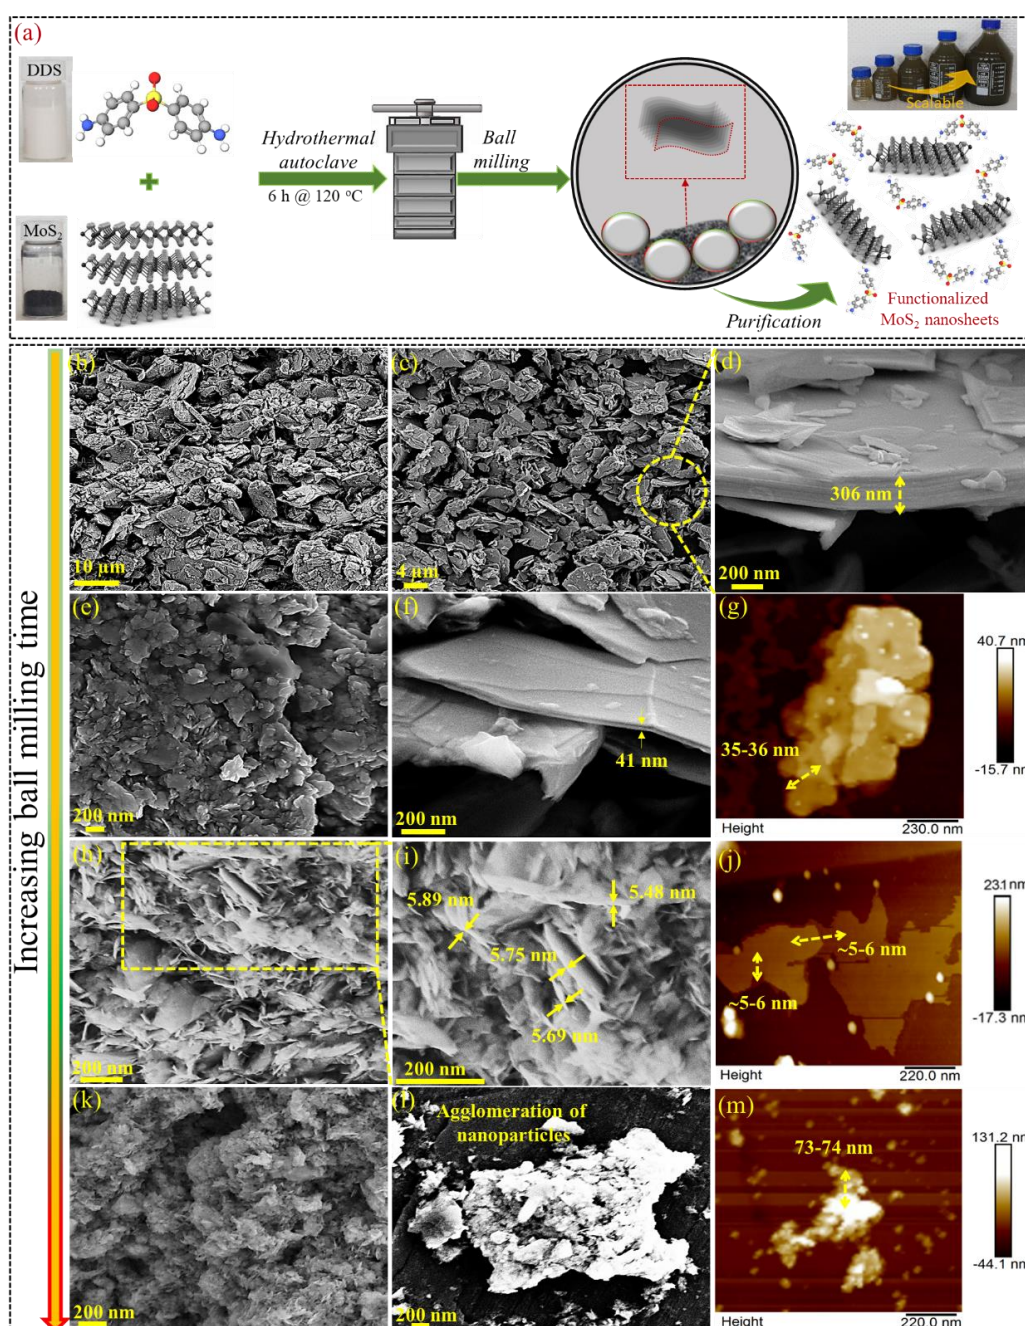 (a)
DDS
MoS₂
Hydrothermal
autoclave
6 h @ 120 °C
Ball
milling
Purification
Scalable
Functionalized
MoS₂ nanosheets
Increasing ball milling time
(b)
10 µm
(c)
4 µm
(d)
306 nm
200 nm
(e)
200 nm
(f)
41 nm
200 nm
(g)
35-36 nm
Height
230.0 nm
40.7 nm
-15.7 nm
(h)
200 nm
(i)
5.89 nm
5.48 nm
5.75 nm
5.69 nm
200 nm
(j)
~5-6 nm
~5-6 nm
Height
220.0 nm
23.1 nm
-17.3 nm
(k)
200 nm
(l)
Agglomeration of
nanoparticles
200 nm
(m)
73-74 nm
Height
220.0 nm
131.2 nm
-44.1 nm